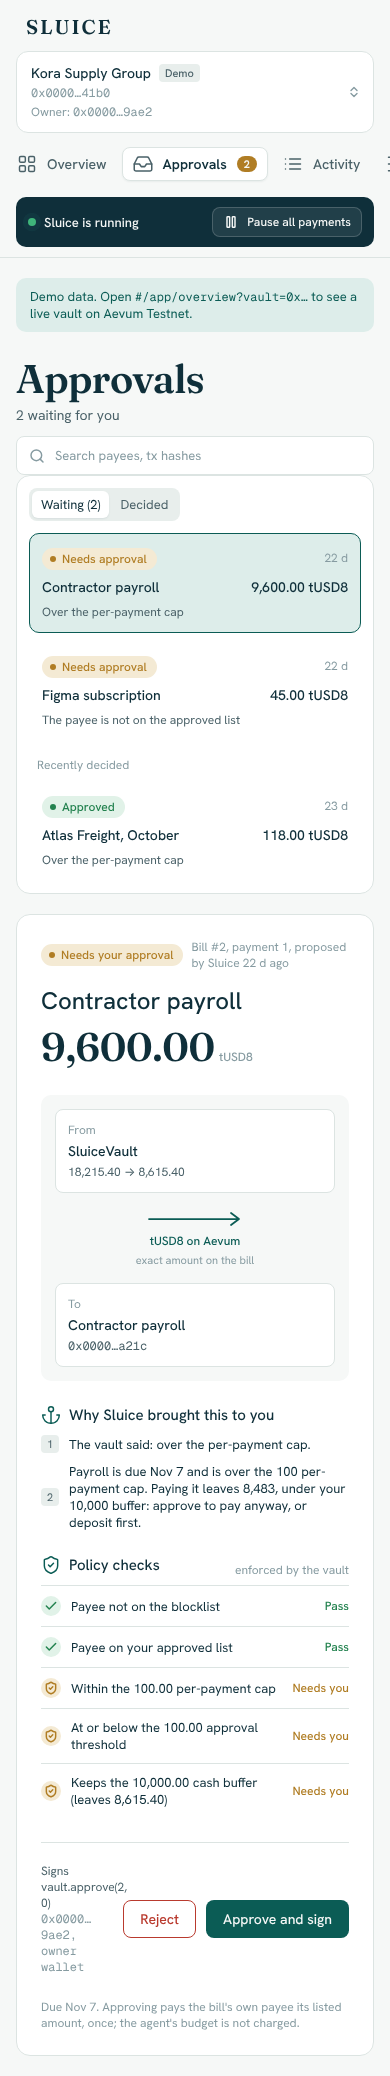 SLUICE
Kora Supply Group Demo
0x0000…41b0
Owner: 0x0000…9ae2
Overview Approvals 2 Activity
Sluice is running Pause all payments
Demo data. Open #/app/overview?vault=0x… to see a
live vault on Aevum Testnet.
Approvals
2 waiting for you
Search payees, tx hashes
Waiting (2) Decided
Needs approval 22 d
Contractor payroll 9,600.00 tUSD8
Over the per-payment cap
Needs approval 22 d
Figma subscription 45.00 tUSD8
The payee is not on the approved list
Recently decided
Approved 23 d
Atlas Freight, October 118.00 tUSD8
Over the per-payment cap
Needs your approval Bill #2, payment 1, proposed
by Sluice 22 d ago
Contractor payroll
9,600.00 tUSD8
From
SluiceVault
18,215.40 → 8,615.40
tUSD8 on Aevum
exact amount on the bill
To
Contractor payroll
0x0000…a21c
Why Sluice brought this to you
1 The vault said: over the per-payment cap.
2 Payroll is due Nov 7 and is over the 100 per-
payment cap. Paying it leaves 8,483, under your
10,000 buffer: approve to pay anyway, or
deposit first.
Policy checks enforced by the vault
Payee not on the blocklist Pass
Payee on your approved list Pass
Within the 100.00 per-payment cap Needs you
At or below the 100.00 approval
threshold Needs you
Keeps the 10,000.00 cash buffer
(leaves 8,615.40) Needs you
Signs
vault.approve(2,
0)
0x0000…
9ae2,
owner
wallet
Reject Approve and sign
Due Nov 7. Approving pays the bill's own payee its listed
amount, once; the agent's budget is not charged.